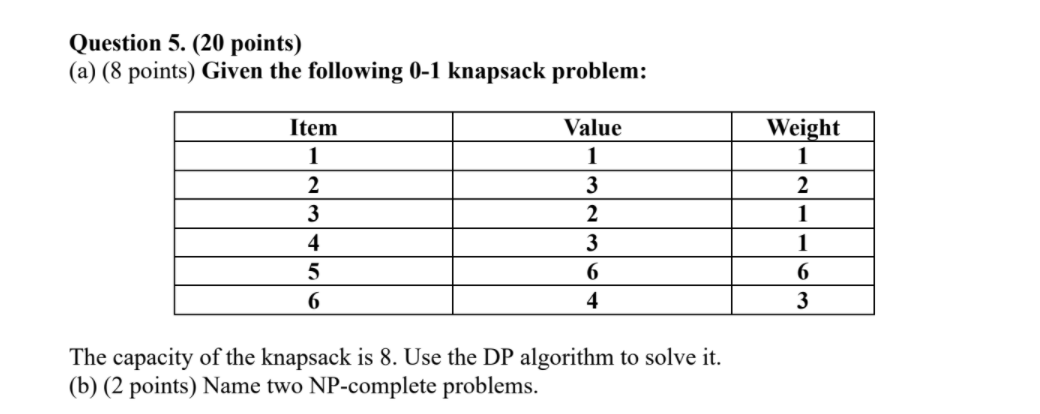 Question 5. (20 points)
(a) (8 points) Given the following 0-1 knapsack problem:
Item Value Weight
1 1 1
2 3 2
3 2 1
4 3 1
5 6 6
6 4 3
The capacity of the knapsack is 8. Use the DP algorithm to solve it.
(b) (2 points) Name two NP-complete problems.